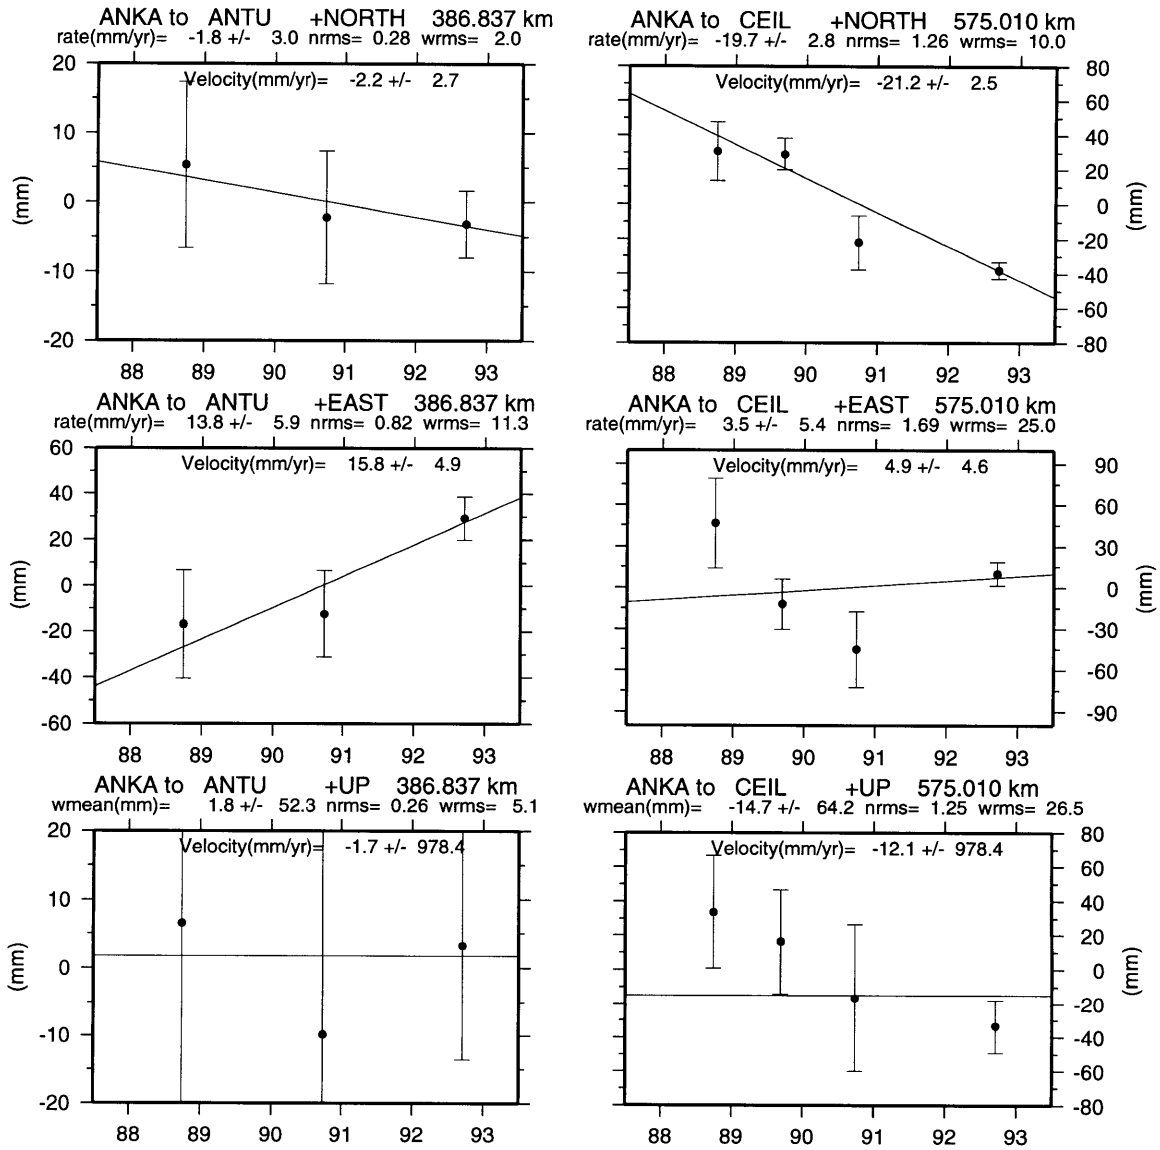 ANKA to ANTU +NORTH 386.837 km
rate(mm/yr)= -1.8 +/- 3.0 nrms= 0.28 wrms= 2.0
Velocity(mm/yr)= -2.2 +/- 2.7
20
10
0
-10
-20
(mm)
88 89 90 91 92 93
ANKA to CEIL +NORTH 575.010 km
rate(mm/yr)= -19.7 +/- 2.8 nrms= 1.26 wrms= 10.0
Velocity(mm/yr)= -21.2 +/- 2.5
80
60
40
20
0
-20
-40
-60
-80
(mm)
88 89 90 91 92 93
ANKA to ANTU +EAST 386.837 km
rate(mm/yr)= 13.8 +/- 5.9 nrms= 0.82 wrms= 11.3
Velocity(mm/yr)= 15.8 +/- 4.9
60
40
20
0
-20
-40
-60
(mm)
88 89 90 91 92 93
ANKA to CEIL +EAST 575.010 km
rate(mm/yr)= 3.5 +/- 5.4 nrms= 1.69 wrms= 25.0
Velocity(mm/yr)= 4.9 +/- 4.6
90
60
30
0
-30
-60
-90
(mm)
88 89 90 91 92 93
ANKA to ANTU +UP 386.837 km
wmean(mm)= 1.8 +/- 52.3 nrms= 0.26 wrms= 5.1
Velocity(mm/yr)= -1.7 +/- 978.4
20
10
0
-10
-20
(mm)
88 89 90 91 92 93
ANKA to CEIL +UP 575.010 km
wmean(mm)= -14.7 +/- 64.2 nrms= 1.25 wrms= 26.5
Velocity(mm/yr)= -12.1 +/- 978.4
80
60
40
20
0
-20
-40
-60
-80
(mm)
88 89 90 91 92 93